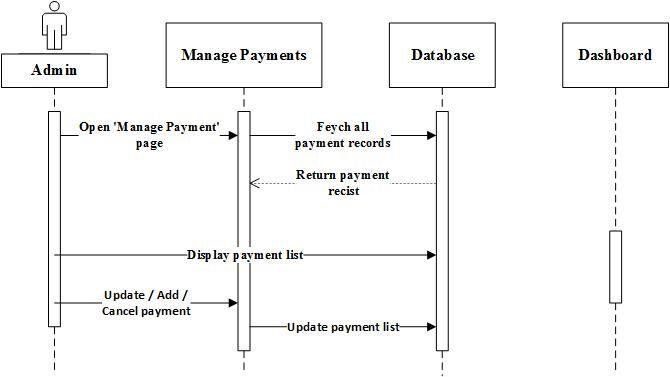 Admin
Manage Payments
Database
Dashboard
Open 'Manage Payment'
page
Feych all
payment records
Return payment
recist
Display payment list
Update / Add /
Cancel payment
Update payment list